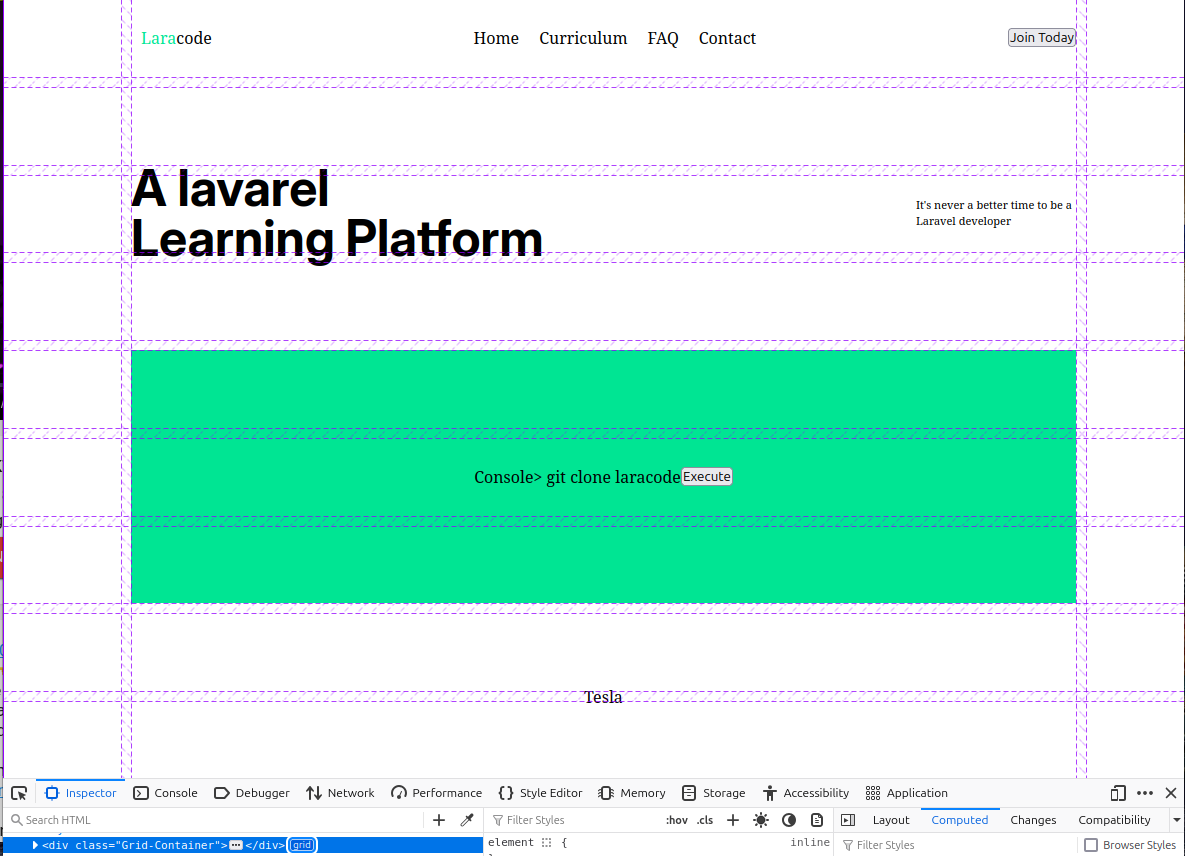 Laracode
Home Curriculum FAQ Contact
Join Today
A lavarel
Learning Platform
It's never a better time to be a
Laravel developer
Console> git clone laracode Execute
Tesla
Inspector Console Debugger Network Performance Style Editor Memory Storage Accessibility Application
Search HTML
Filter Styles :hov .cls
Layout Computed Changes Compatibility
<div class="Grid-Container"> </div> grid
element { inline
Filter Styles Browser Styles